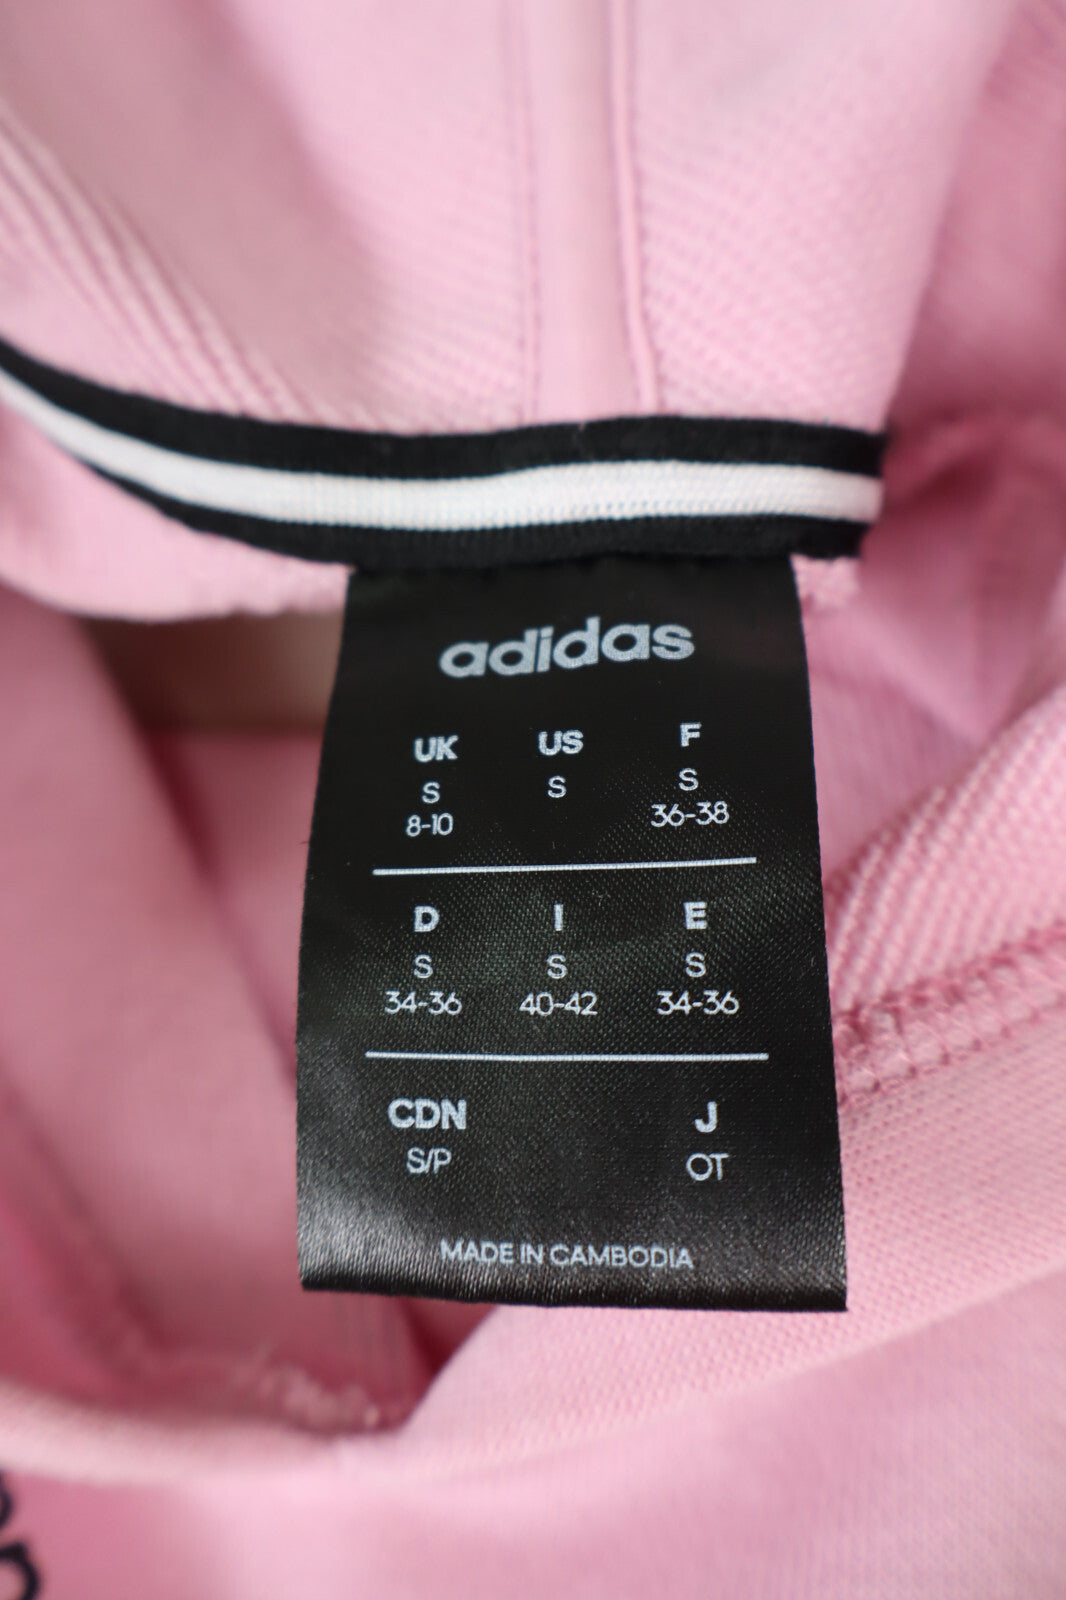 adidas
UK US F
S S S
8-10 36-38
D I E
S S S
34-36 40-42 34-36
CDN J
S/P OT
MADE IN CAMBODIA